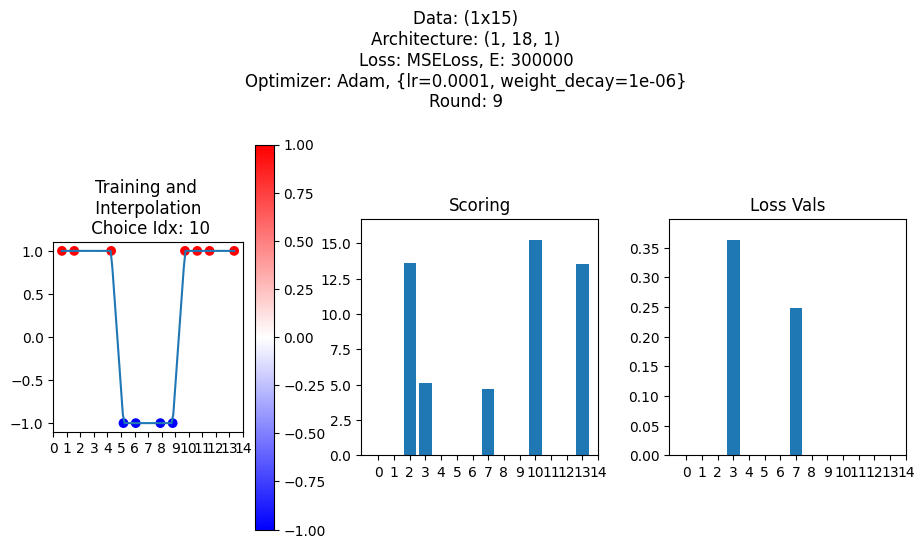 Data: (1x15)
Architecture: (1, 18, 1)
Loss: MSELoss, E: 300000
Optimizer: Adam, {lr=0.0001, weight_decay=1e-06}
Round: 9
Training and
Interpolation
Choice Idx: 10
1.0
0.5
0.0
−0.5
−1.0
0 1 2 3 4 5 6 7 8 9 10 11 12 13 14
1.00
0.75
0.50
0.25
0.00
−0.25
−0.50
−0.75
−1.00
Scoring
15.0
12.5
10.0
7.5
5.0
2.5
0.0
0 1 2 3 4 5 6 7 8 9 10 11 12 13 14
Loss Vals
0.35
0.30
0.25
0.20
0.15
0.10
0.05
0.00
0 1 2 3 4 5 6 7 8 9 10 11 12 13 14